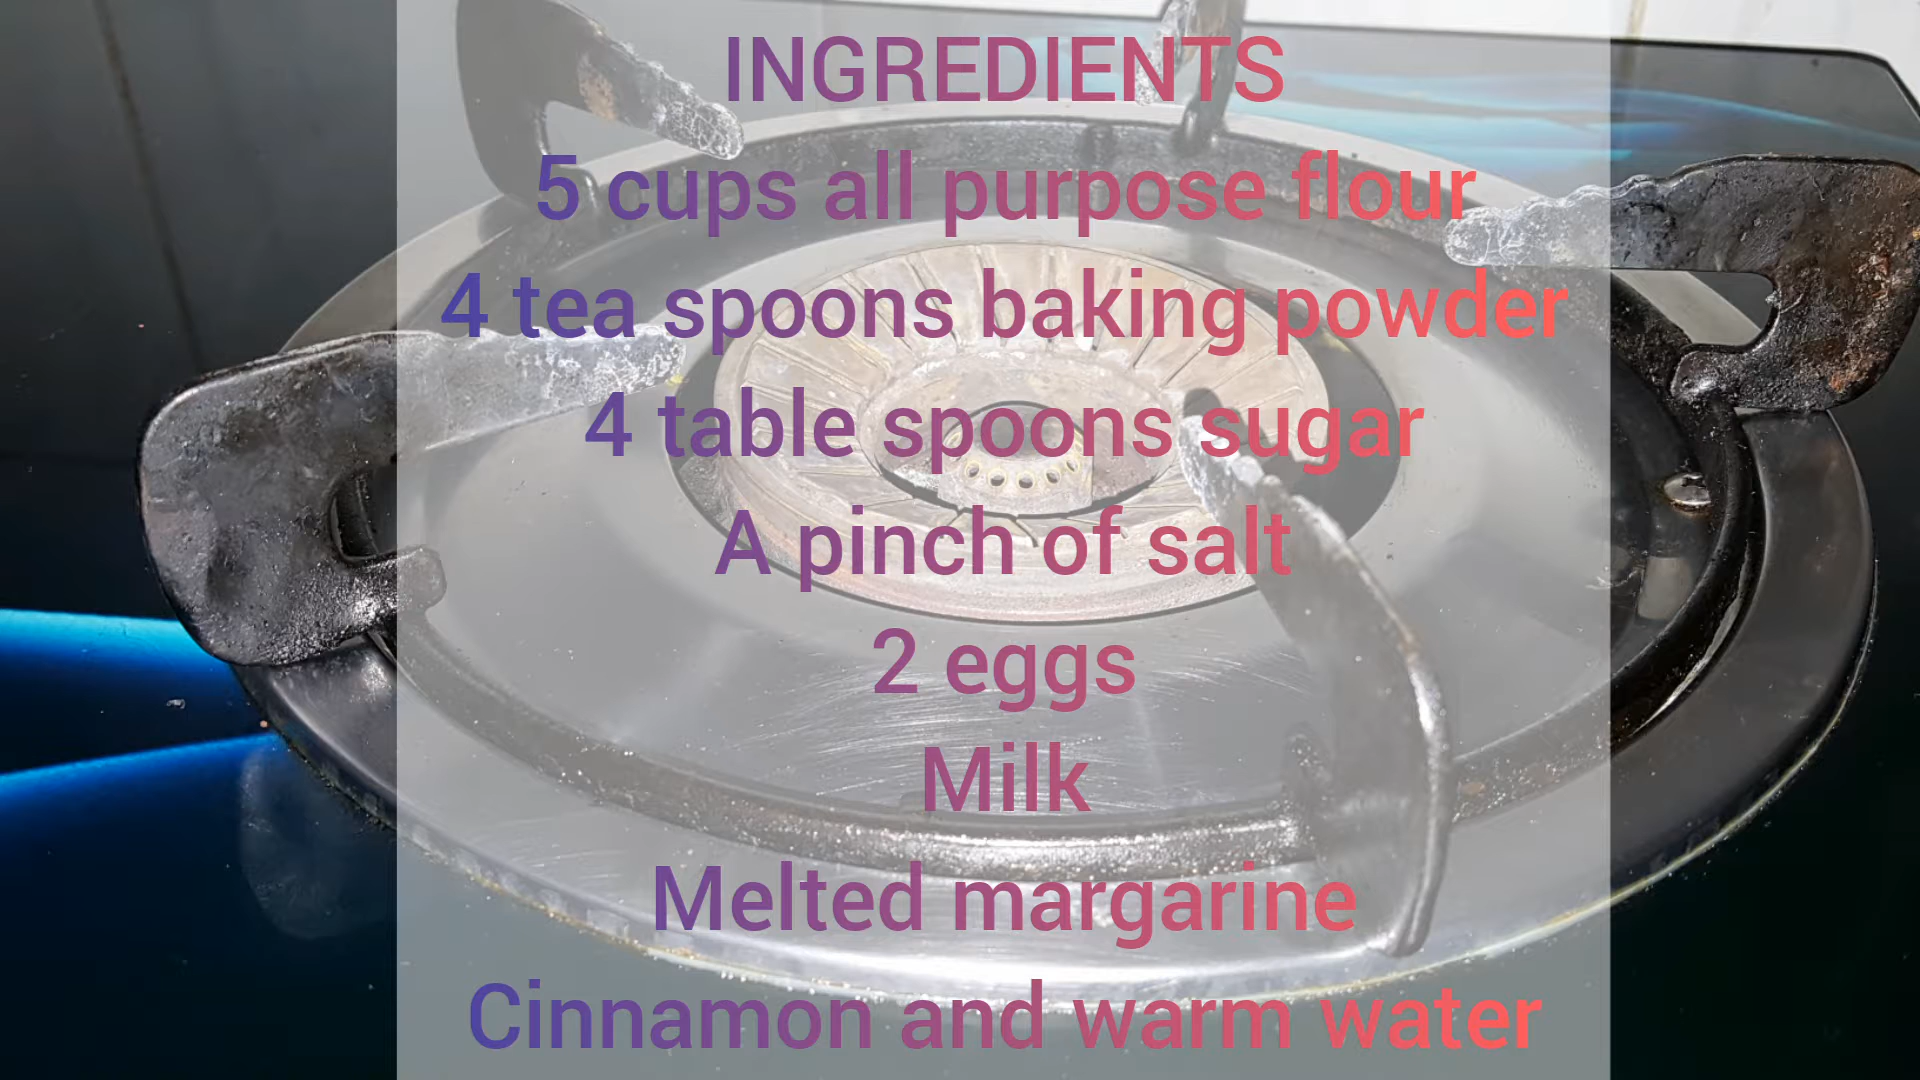 INGREDIENTS
5 cups all purpose flour
4 tea spoons baking powder
4 table spoons sugar
A pinch of salt
2 eggs
Milk
Melted margarine
Cinnamon and warm water